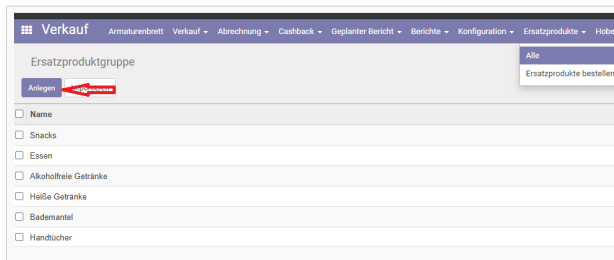 Verkauf Armaturenbrett Verkauf Abrechnung Cashback Geplanter Bericht Berichte Konfiguration Ersatzprodukte Hobe
Alle
Ersatzprodukte bestellen
Ersatzproduktgruppe
Anlegen
Name
Snacks
Essen
Alkoholfreie Getränke
Heiße Getränke
Bademantel
Handtücher